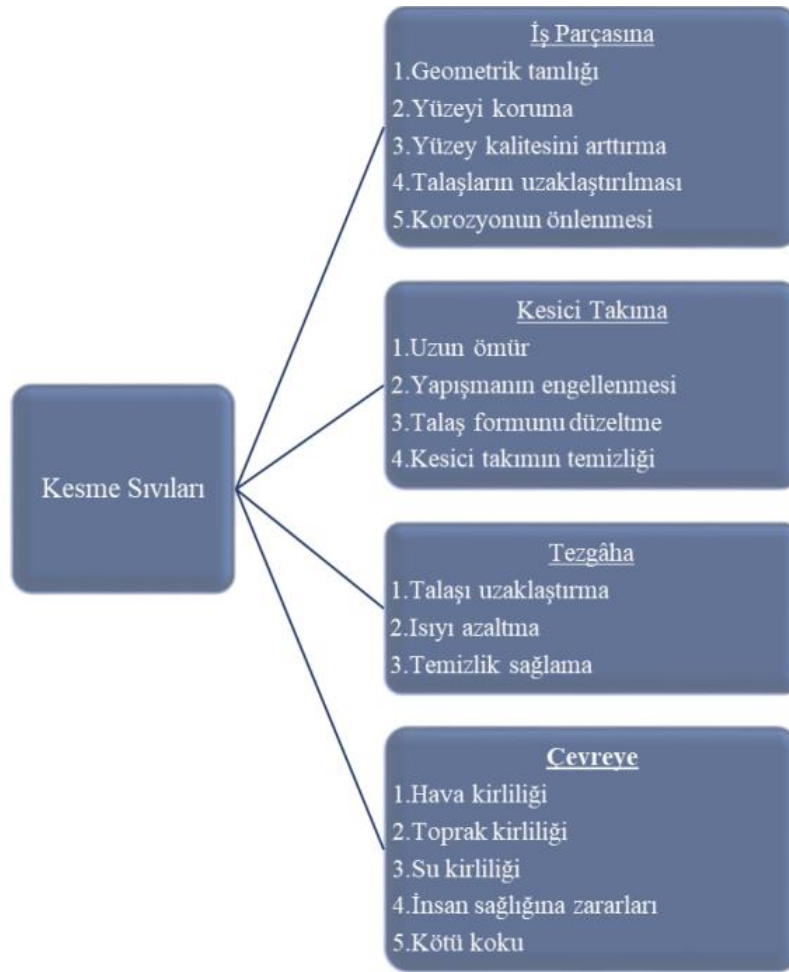 Kesme Sıvıları
İş Parçasına
1.Geometrik tamlığı
2.Yüzeyi koruma
3.Yüzey kalitesini arttırma
4.Talaşların uzaklaştırılması
5.Korozyonun önlenmesi
Kesici Takıma
1.Uzun ömür
2.Yapışmanın engellenmesi
3.Talaş formunu düzeltme
4.Kesici takımın temizliği
Tezgâha
1.Talaşı uzaklaştırma
2.Isıyı azaltma
3.Temizlik sağlama
Çevreye
1.Hava kirliliği
2.Toprak kirliliği
3.Su kirliliği
4.İnsan sağlığına zararları
5.Kötü koku